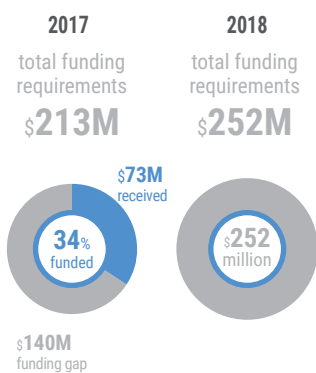 2017
total funding
requirements
$213M
$73M
received
34%
funded
$140M
funding gap
2018
total funding
requirements
$252M
$252
million